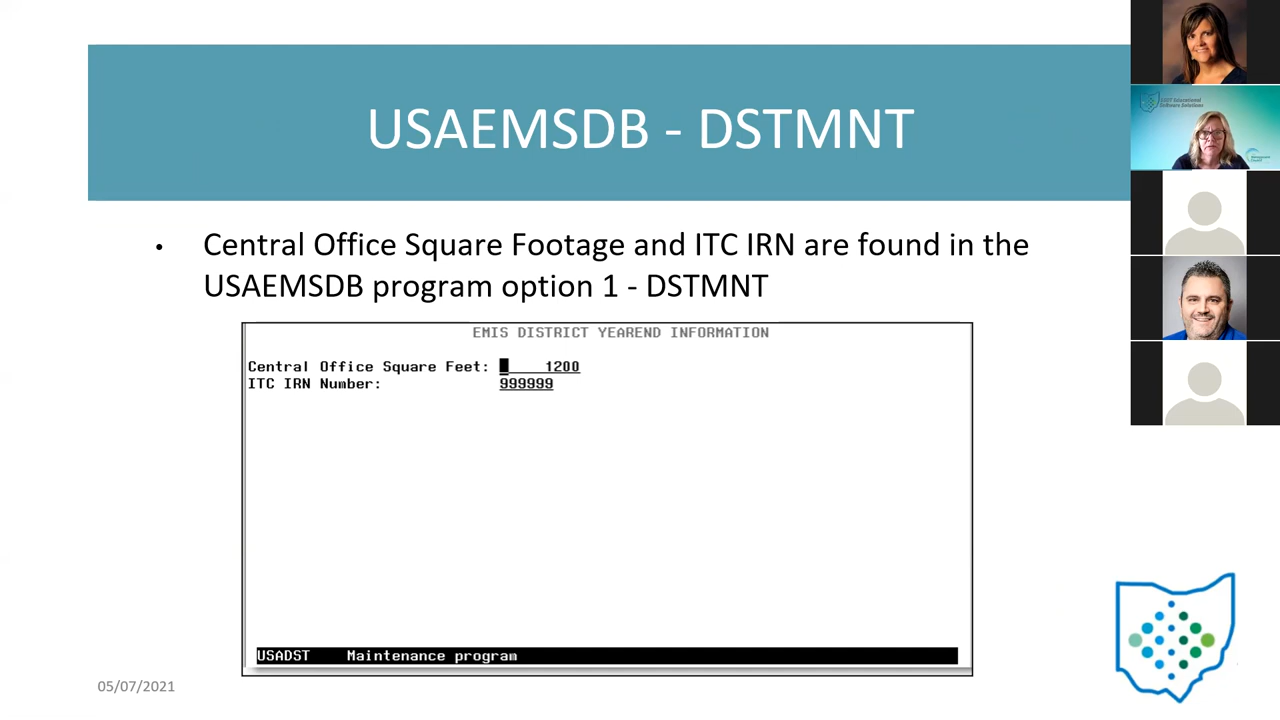 USAEMSDB - DSTMNT
• Central Office Square Footage and ITC IRN are found in the
USAEMSDB program option 1 - DSTMNT
EMIS DISTRICT YEAREND INFORMATION
Central Office Square Feet: 1200
ITC IRN Number: 999999
USADST Maintenance program
05/07/2021